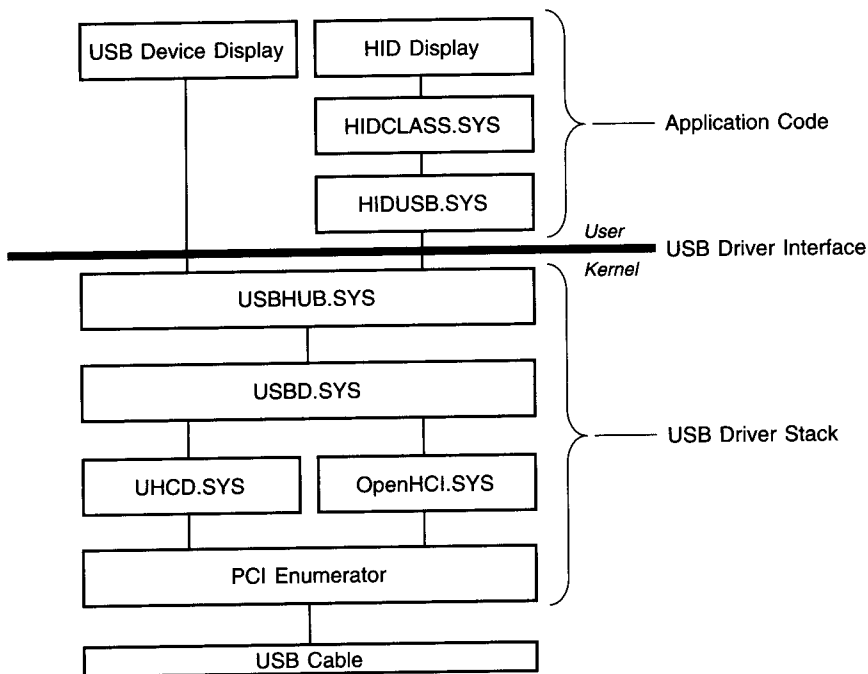 USB Device Display
HID Display
HIDCLASS.SYS
Application Code
HIDUSB.SYS
User
USB Driver Interface
Kernel
USBHUB.SYS
USBD.SYS
USB Driver Stack
UHCD.SYS
OpenHCI.SYS
PCI Enumerator
USB Cable